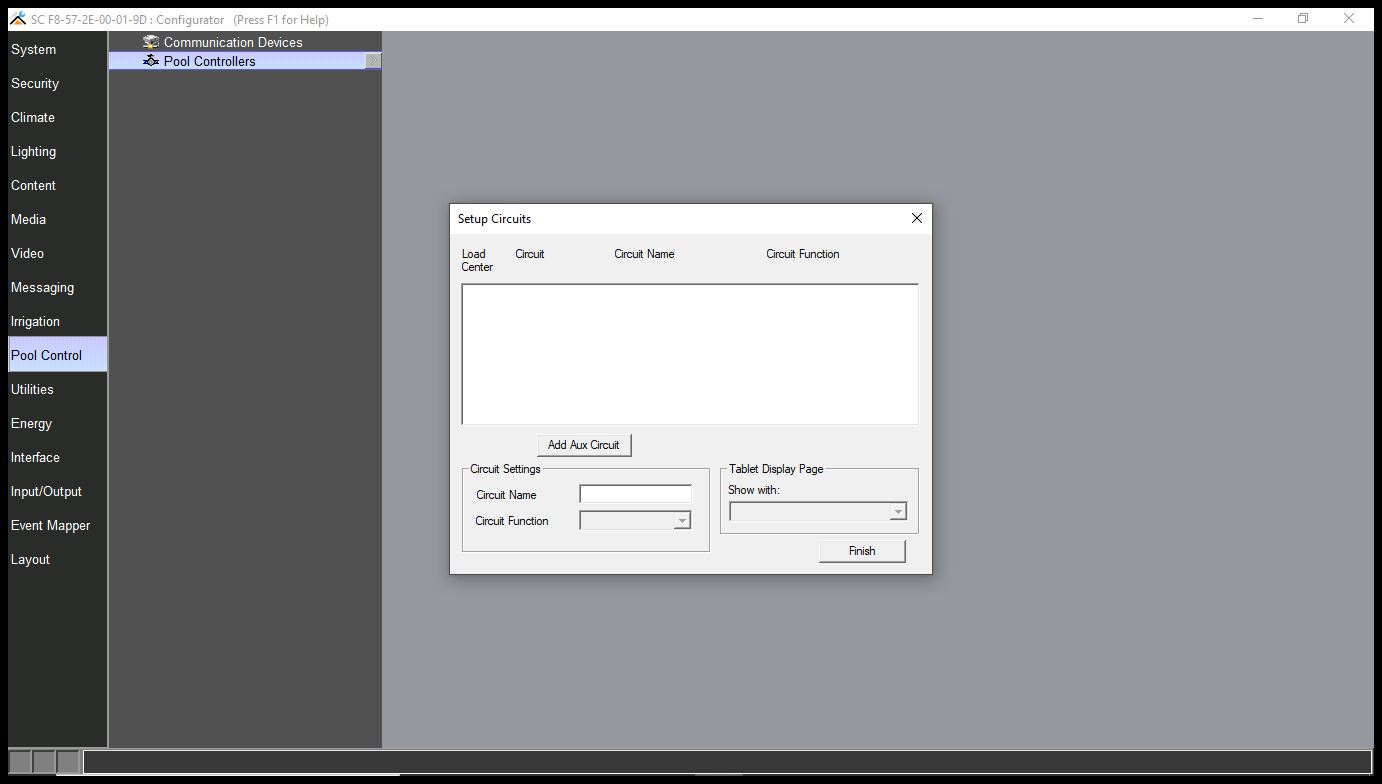 SC F8-57-2E-00-01-9D : Configurator (Press F1 for Help)
System
Security
Climate
Lighting
Content
Media
Video
Messaging
Irrigation
Pool Control
Utilities
Energy
Interface
Input/Output
Event Mapper
Layout
Communication Devices
Pool Controllers
Setup Circuits
Load Center
Circuit
Circuit Name
Circuit Function
Add Aux Circuit
Circuit Settings
Circuit Name
Circuit Function
Tablet Display Page
Show with:
Finish